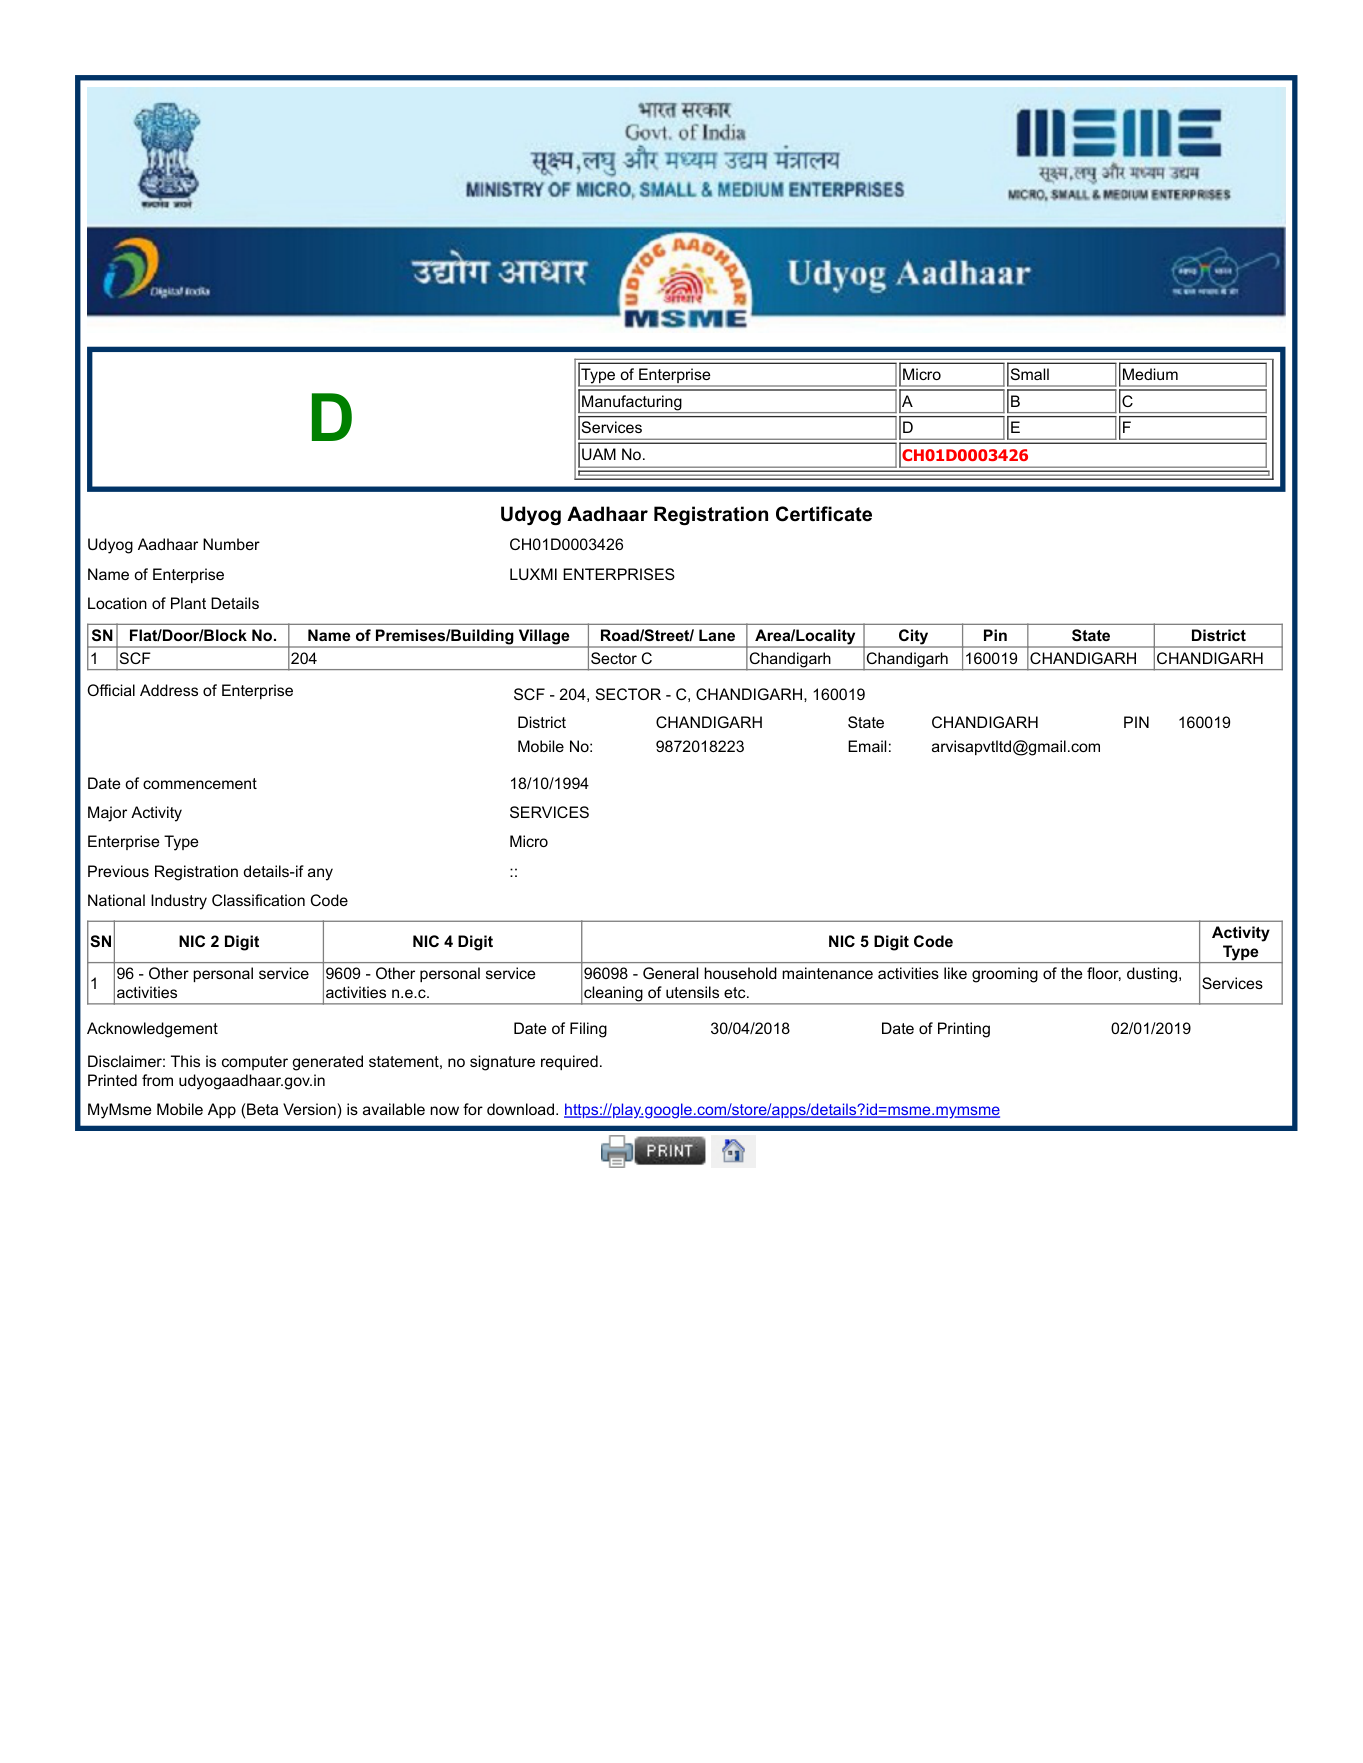 भारत सरकार
Govt. of India
सूक्ष्म,लघु और मध्यम उद्यम मंत्रालय
MINISTRY OF MICRO, SMALL & MEDIUM ENTERPRISES
सूक्ष्म,लघु और मध्यम उद्यम
MICRO, SMALL & MEDIUM ENTERPRISES
सत्यमेव जयते
Digital India
उद्योग आधार
UDYOG AADHAAR
आधार
MSME
Udyog Aadhaar
D
Type of Enterprise Micro Small Medium
Manufacturing A B C
Services D E F
UAM No. CH01D0003426
Udyog Aadhaar Registration Certificate
Udyog Aadhaar Number CH01D0003426
Name of Enterprise LUXMI ENTERPRISES
Location of Plant Details
SN Flat/Door/Block No. Name of Premises/Building Village Road/Street/ Lane Area/Locality City Pin State District
1 SCF 204 Sector C Chandigarh Chandigarh 160019 CHANDIGARH CHANDIGARH
Official Address of Enterprise SCF - 204, SECTOR - C, CHANDIGARH, 160019
District CHANDIGARH State CHANDIGARH PIN 160019
Mobile No: 9872018223 Email: arvisapvtltd@gmail.com
Date of commencement 18/10/1994
Major Activity SERVICES
Enterprise Type Micro
Previous Registration details-if any ::
National Industry Classification Code
SN NIC 2 Digit NIC 4 Digit NIC 5 Digit Code Activity Type
1 96 - Other personal service activities 9609 - Other personal service activities n.e.c. 96098 - General household maintenance activities like grooming of the floor, dusting, cleaning of utensils etc. Services
Acknowledgement Date of Filing 30/04/2018 Date of Printing 02/01/2019
Disclaimer: This is computer generated statement, no signature required.
Printed from udyogaadhaar.gov.in
MyMsme Mobile App (Beta Version) is available now for download. https://play.google.com/store/apps/details?id=msme.mymsme
PRINT